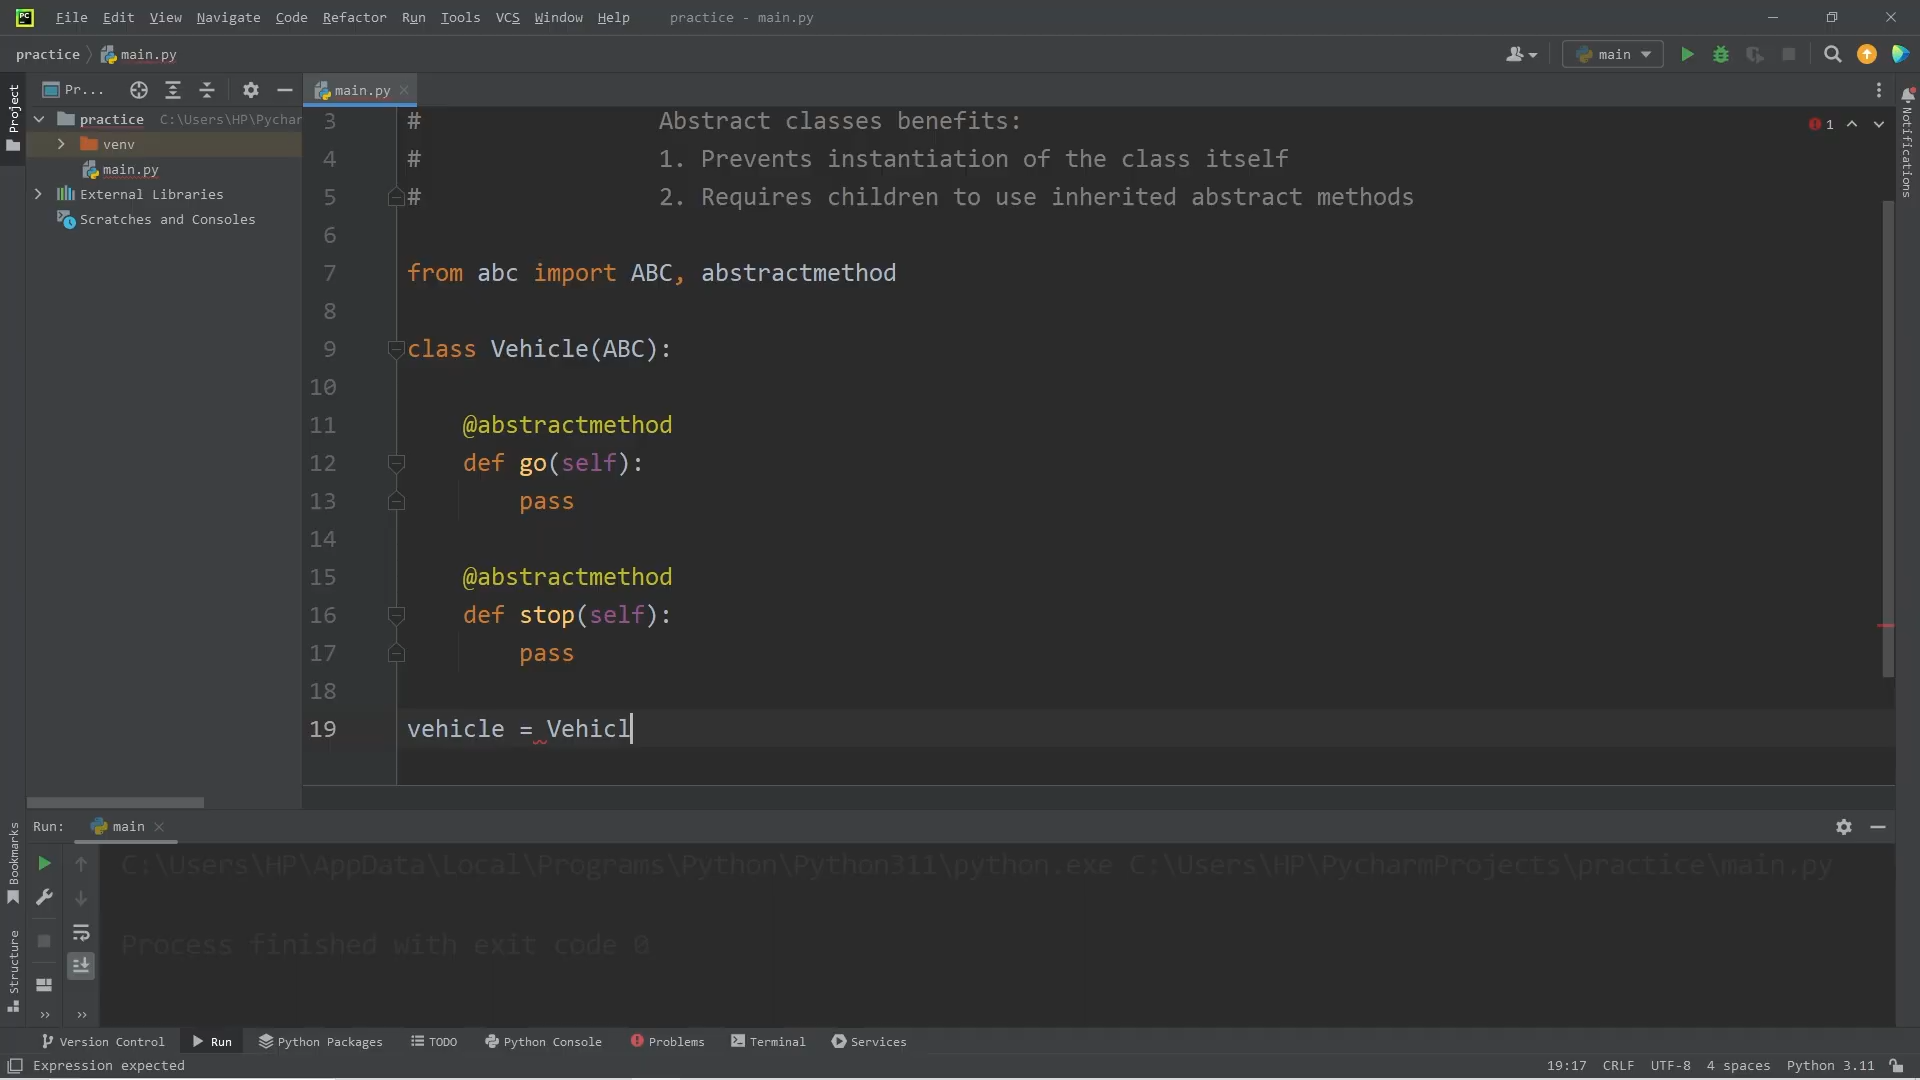 File Edit View Navigate Code Refactor Run Tools VCS Window Help practice - main.py
practice main.py main
Pr... main.py
Project
practice C:\Users\HP\Pychar
venv
main.py
External Libraries
Scratches and Consoles
Notifications
1
3 # Abstract classes benefits:
4 # 1. Prevents instantiation of the class itself
5 # 2. Requires children to use inherited abstract methods
6
7 from abc import ABC, abstractmethod
8
9 class Vehicle(ABC):
10
11 @abstractmethod
12 def go(self):
13 pass
14
15 @abstractmethod
16 def stop(self):
17 pass
18
19 vehicle = Vehicl
Run: main
Bookmarks
Structure
C:\Users\HP\AppData\Local\Programs\Python\Python311\python.exe C:\Users\HP\PycharmProjects\practice\main.py
Process finished with exit code 0
Version Control Run Python Packages TODO Python Console Problems Terminal Services
Expression expected 19:17 CRLF UTF-8 4 spaces Python 3.11